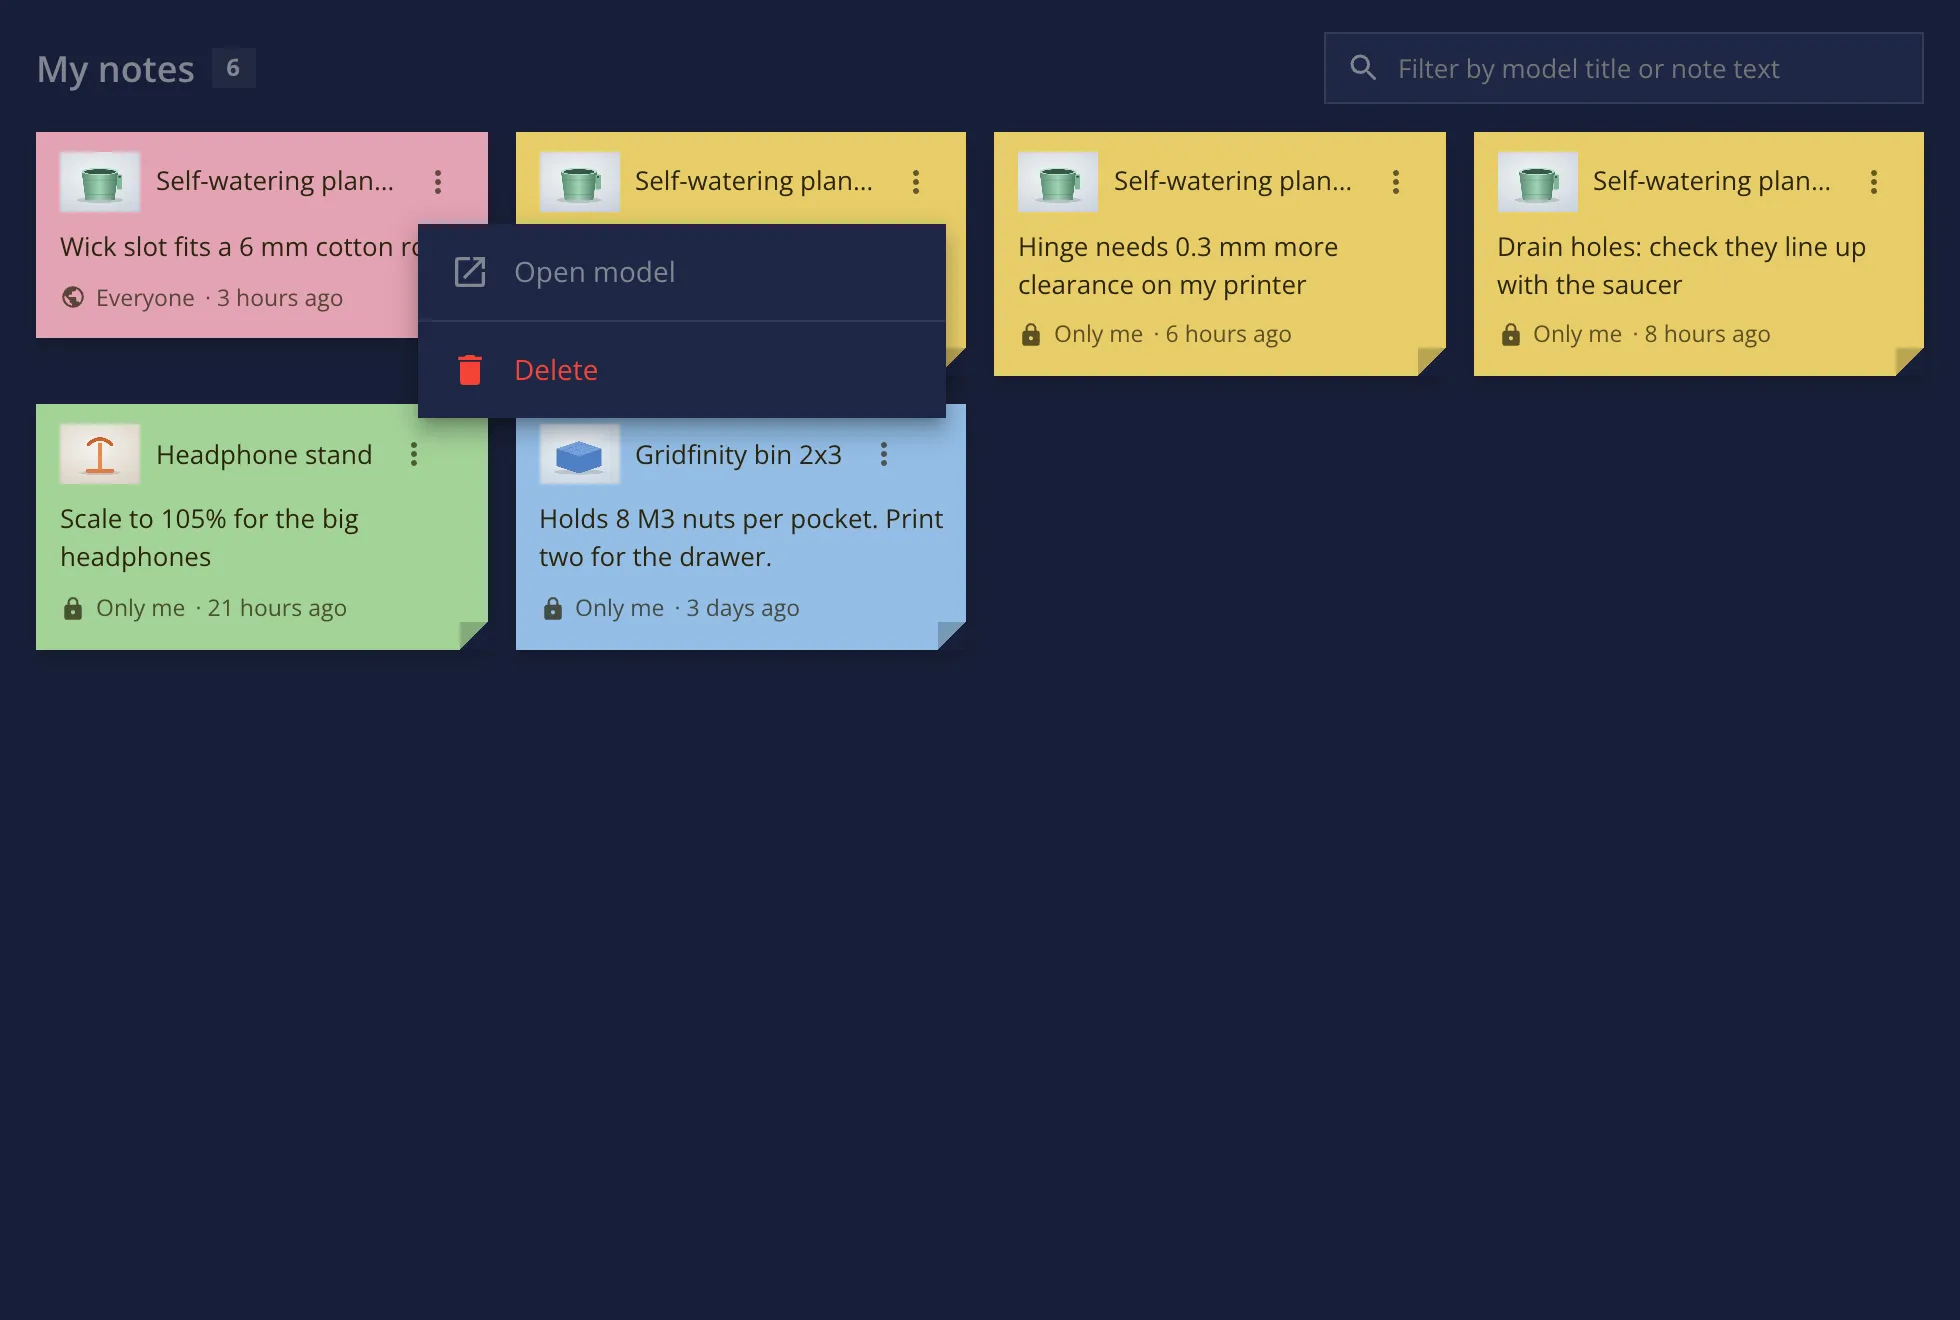 My notes 6
Filter by model title or note text
Self-watering plan...
Wick slot fits a 6 mm cotton
Everyone · 3 hours ago
Self-watering plan...
Open model
Delete
Self-watering plan...
Hinge needs 0.3 mm more
clearance on my printer
Only me · 6 hours ago
Self-watering plan...
Drain holes: check they line up
with the saucer
Only me · 8 hours ago
Headphone stand
Scale to 105% for the big
headphones
Only me · 21 hours ago
Gridfinity bin 2x3
Holds 8 M3 nuts per pocket. Print
two for the drawer.
Only me · 3 days ago